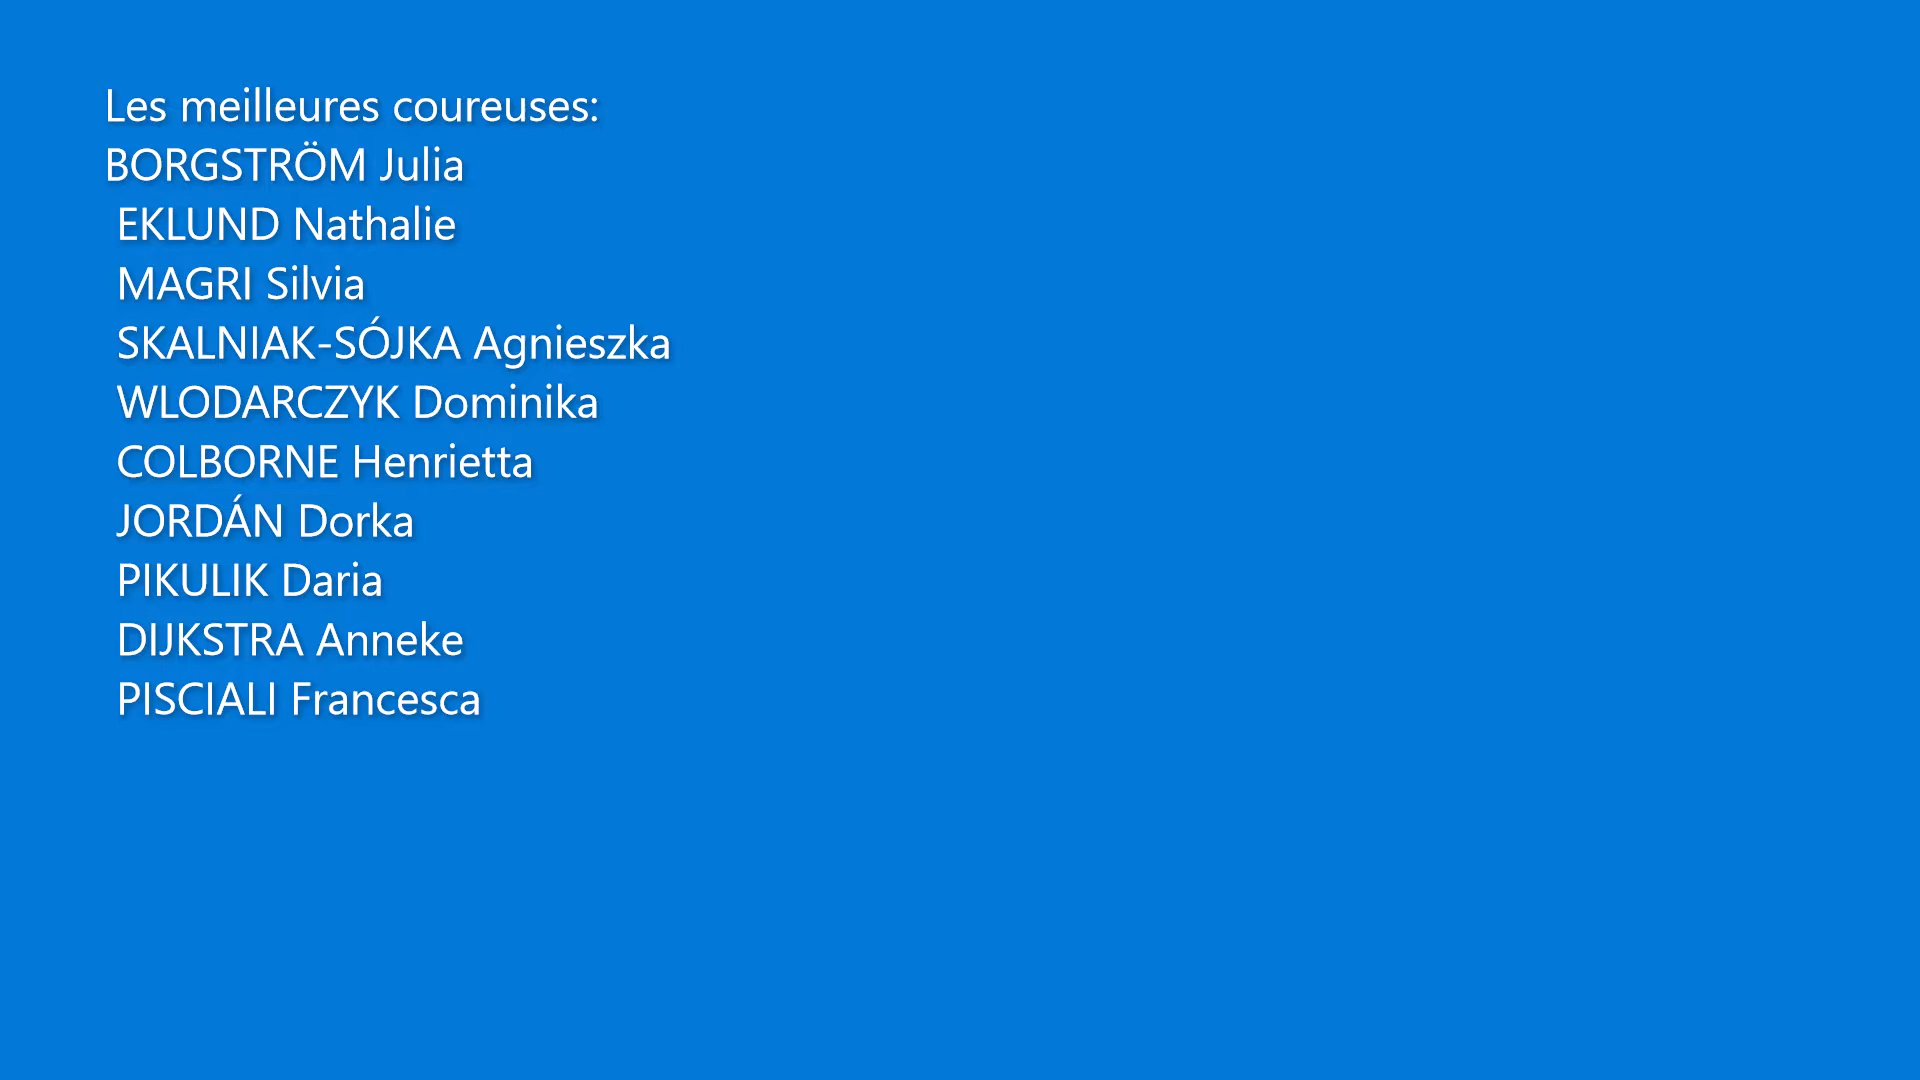 Les meilleures coureuses:
BORGSTRÖM Julia
EKLUND Nathalie
MAGRI Silvia
SKALNIAK-SÓJKA Agnieszka
WLODARCZYK Dominika
COLBORNE Henrietta
JORDÁN Dorka
PIKULIK Daria
DIJKSTRA Anneke
PISCIALI Francesca